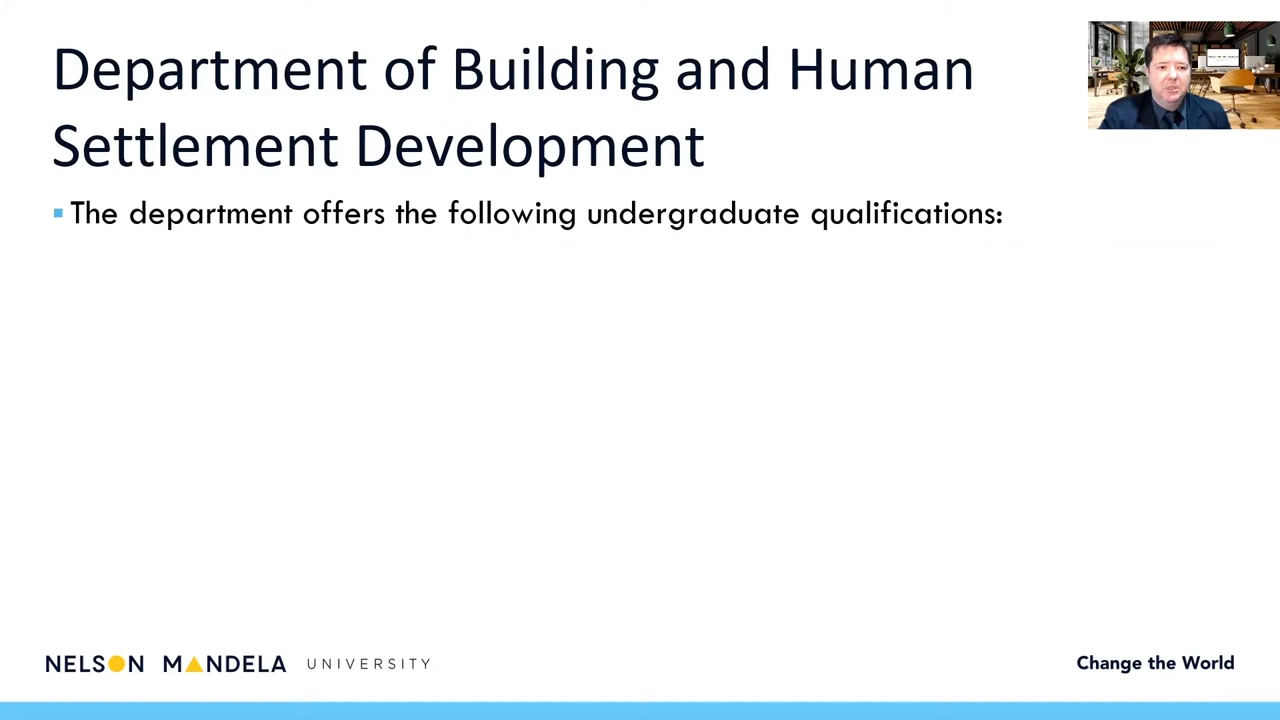 Department of Building and Human
Settlement Development
The department offers the following undergraduate qualifications:
NELSON MANDELA UNIVERSITY
Change the World